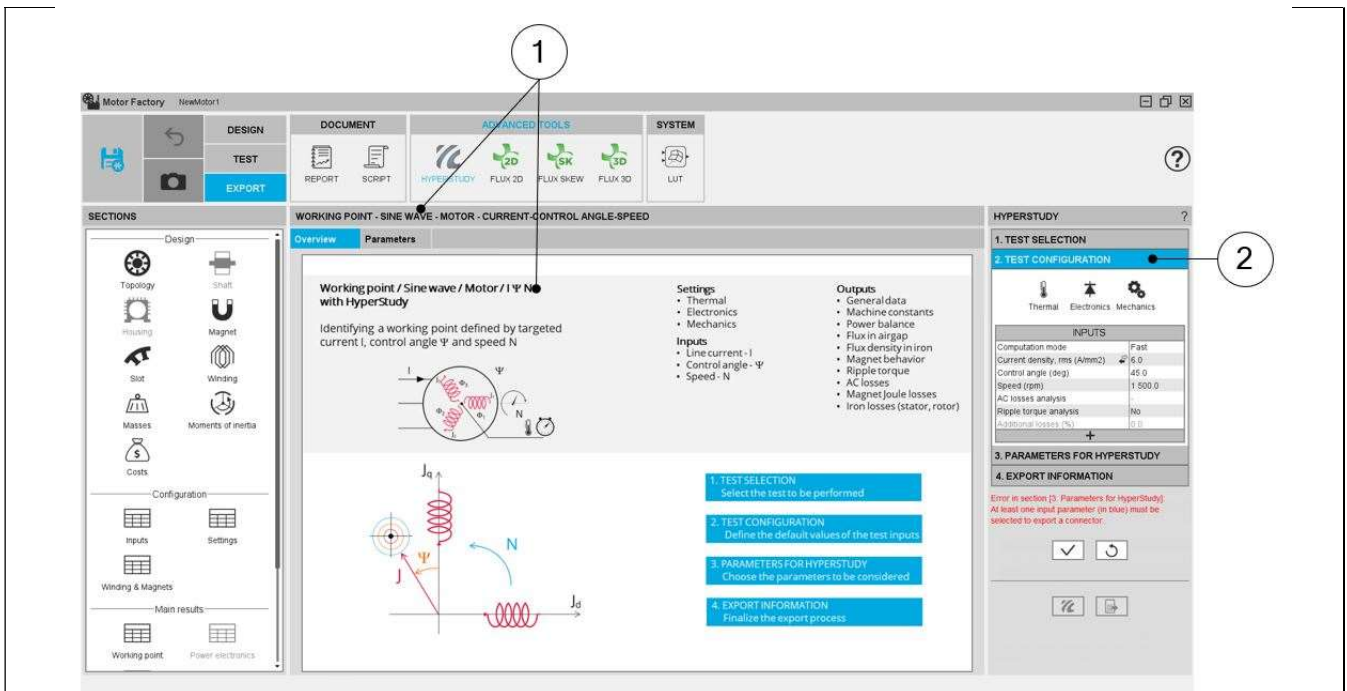 1
Motor Factory NewMotor1
DESIGN
TEST
EXPORT
DOCUMENT
REPORT SCRIPT
ADVANCED TOOLS
HYPERSTUDY FLUX 2D FLUX SKEW FLUX 3D
2D SK 3D
SYSTEM
LUT
?
SECTIONS
Design
Topology Shaft
Housing Magnet
Slot Winding
Masses Moments of inertia
Costs
Configuration
Inputs Settings
Winding & Magnets
Main results
Working point Power electronics
WORKING POINT - SINE WAVE - MOTOR - CURRENT-CONTROL ANGLE-SPEED
Overview Parameters
Working point / Sine wave / Motor / I Ψ N
with HyperStudy
Identifying a working point defined by targeted
current I, control angle Ψ and speed N
I Ψ N
Settings
• Thermal
• Electronics
• Mechanics
Inputs
• Line current - I
• Control angle - Ψ
• Speed - N
Outputs
• General data
• Machine constants
• Power balance
• Flux in airgap
• Flux density in iron
• Magnet behavior
• Ripple torque
• AC losses
• Magnet Joule losses
• Iron losses (stator, rotor)
Jq
Ψ
N
J
Jd
1. TEST SELECTION
Select the test to be performed
2. TEST CONFIGURATION
Define the default values of the test inputs
3. PARAMETERS FOR HYPERSTUDY
Choose the parameters to be considered
4. EXPORT INFORMATION
Finalize the export process
HYPERSTUDY ?
1. TEST SELECTION
2. TEST CONFIGURATION
2
Thermal Electronics Mechanics
INPUTS
Computation mode Fast
Current density, rms (A/mm2) 6.0
Control angle (deg) 45.0
Speed (rpm) 1 500.0
AC losses analysis -
Ripple torque analysis No
Additional losses (%) 0.0
+
3. PARAMETERS FOR HYPERSTUDY
4. EXPORT INFORMATION
Error in section [3. Parameters for HyperStudy]:
At least one input parameter (in blue) must be
selected to export a connector.